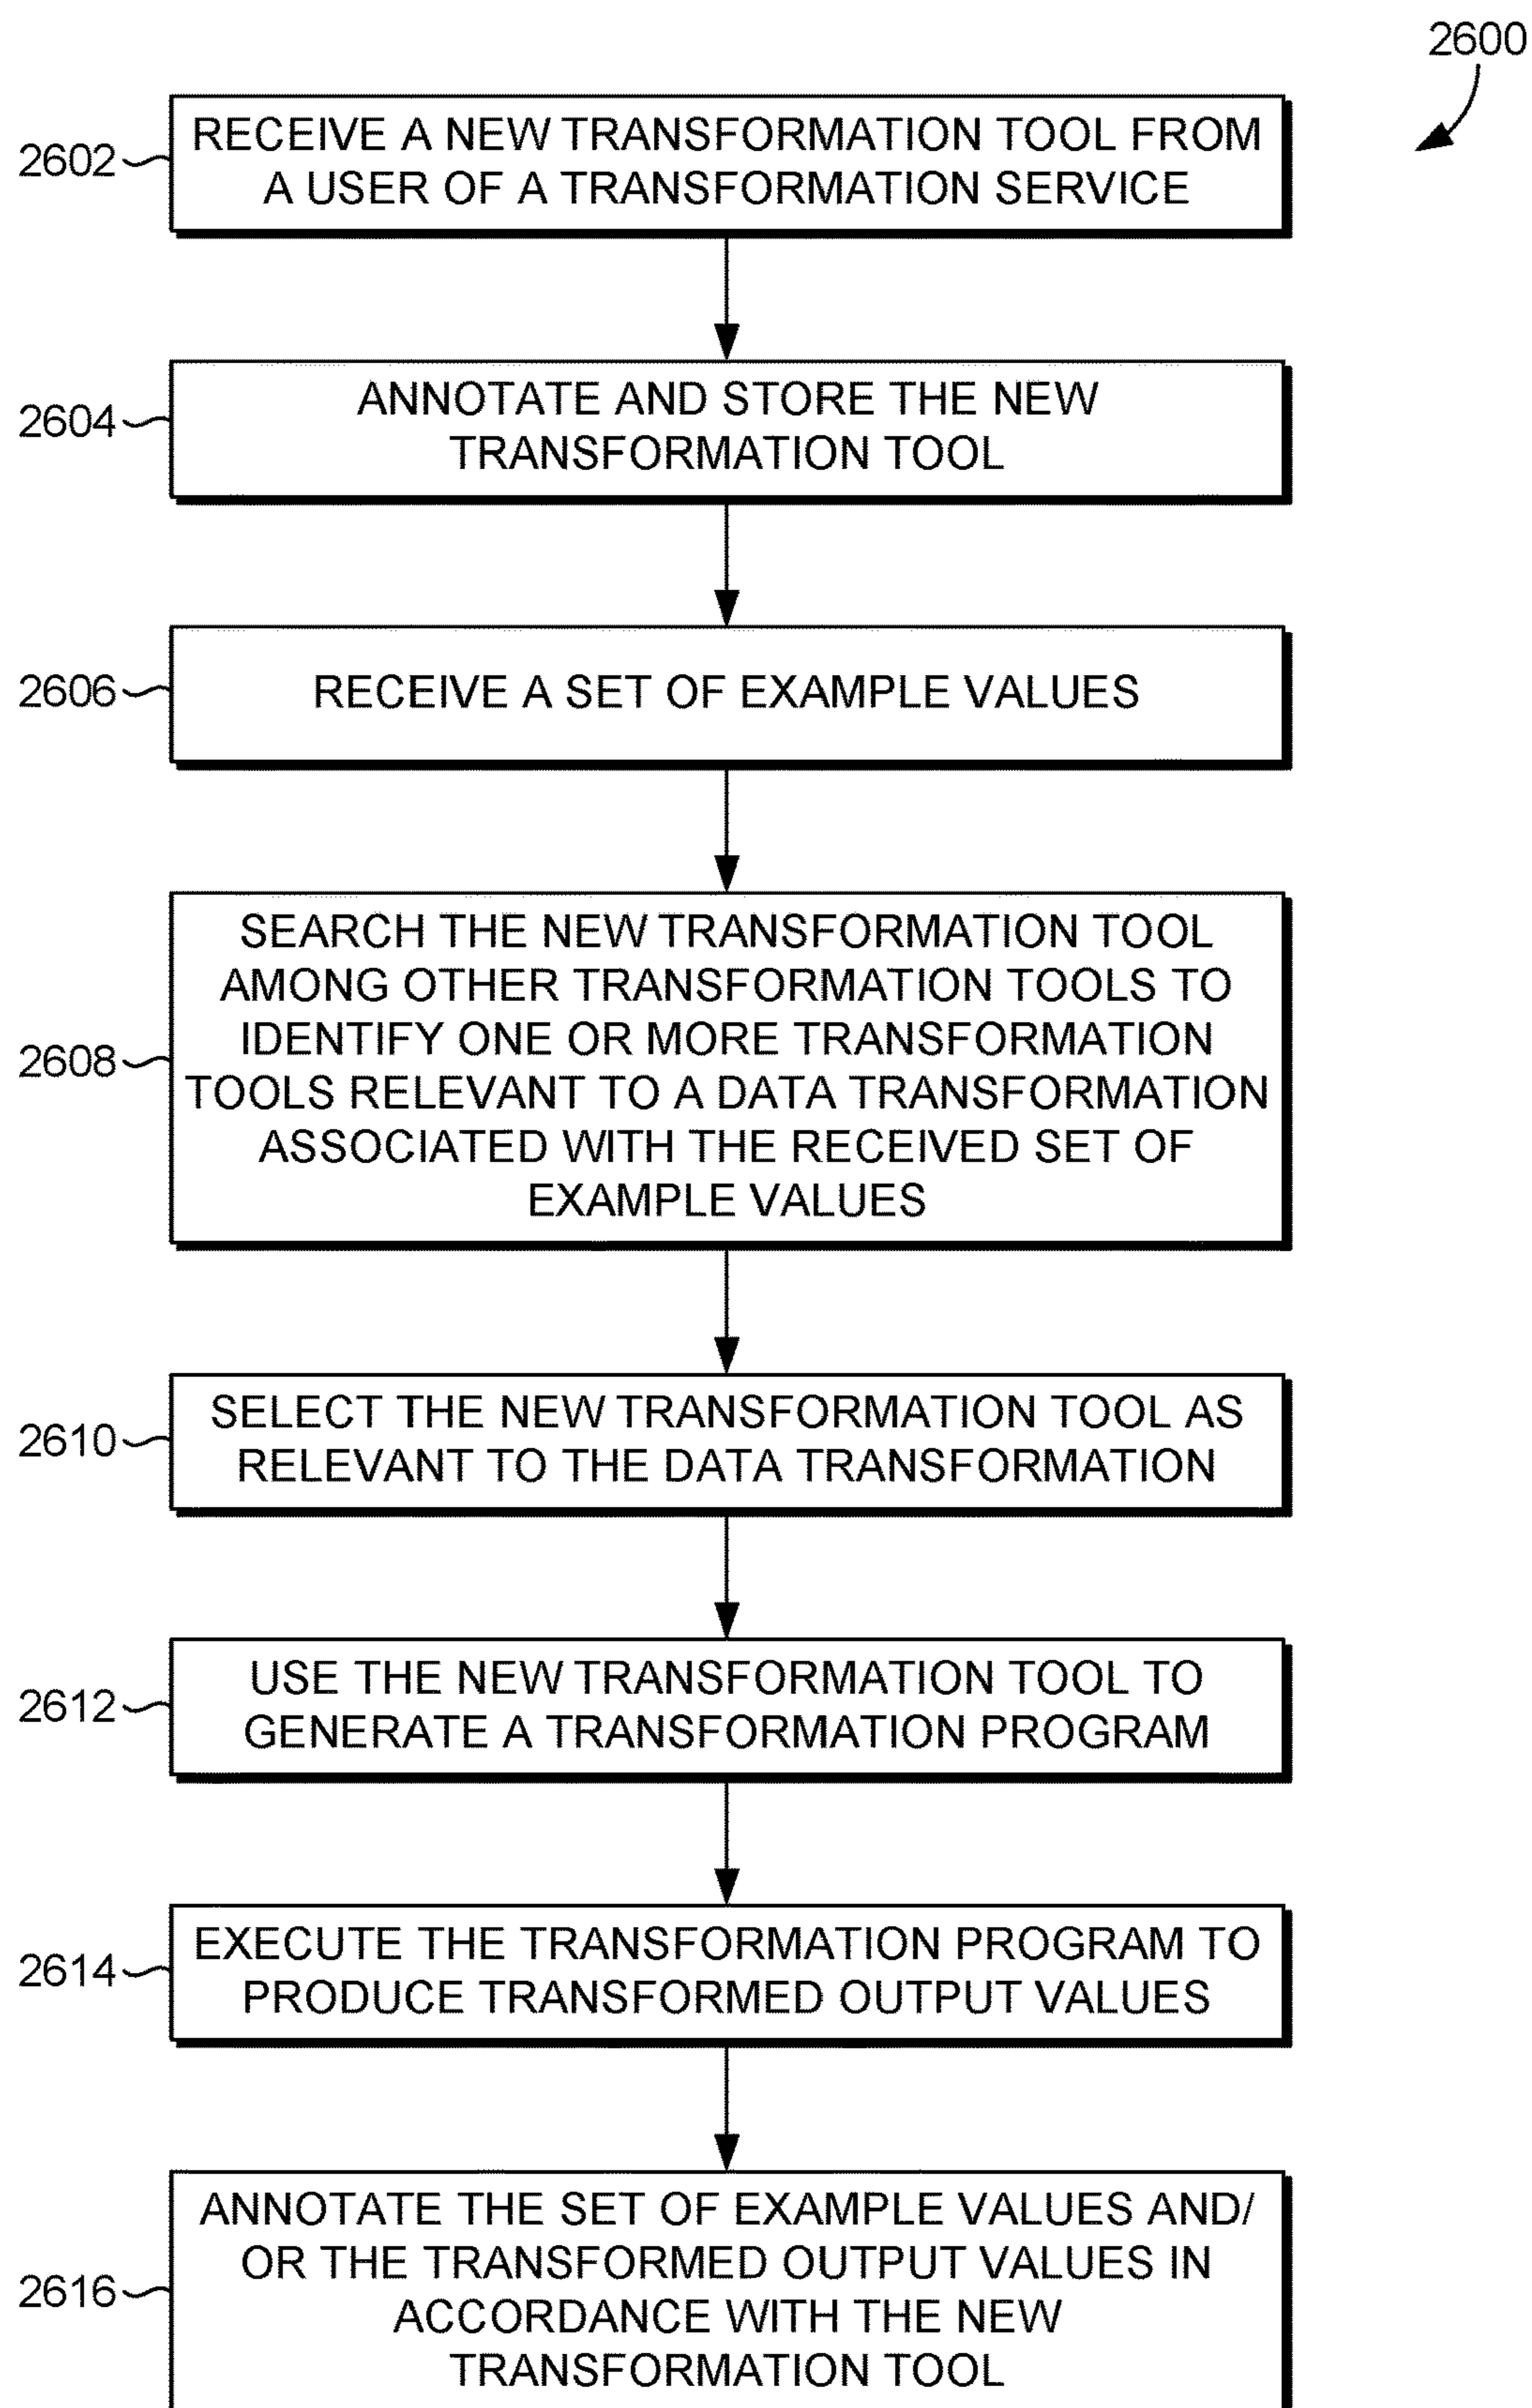 2600
2602
RECEIVE A NEW TRANSFORMATION TOOL FROM
A USER OF A TRANSFORMATION SERVICE
2604
ANNOTATE AND STORE THE NEW
TRANSFORMATION TOOL
2606
RECEIVE A SET OF EXAMPLE VALUES
2608
SEARCH THE NEW TRANSFORMATION TOOL
AMONG OTHER TRANSFORMATION TOOLS TO
IDENTIFY ONE OR MORE TRANSFORMATION
TOOLS RELEVANT TO A DATA TRANSFORMATION
ASSOCIATED WITH THE RECEIVED SET OF
EXAMPLE VALUES
2610
SELECT THE NEW TRANSFORMATION TOOL AS
RELEVANT TO THE DATA TRANSFORMATION
2612
USE THE NEW TRANSFORMATION TOOL TO
GENERATE A TRANSFORMATION PROGRAM
2614
EXECUTE THE TRANSFORMATION PROGRAM TO
PRODUCE TRANSFORMED OUTPUT VALUES
2616
ANNOTATE THE SET OF EXAMPLE VALUES AND/
OR THE TRANSFORMED OUTPUT VALUES IN
ACCORDANCE WITH THE NEW
TRANSFORMATION TOOL